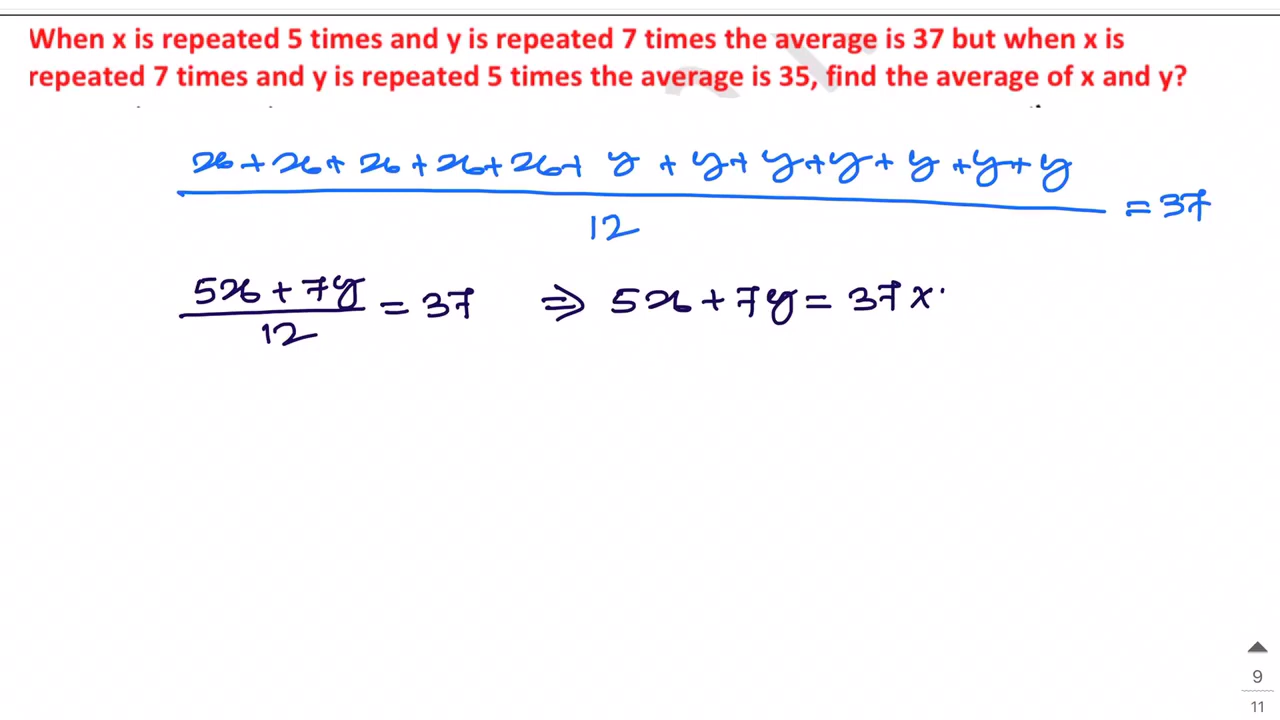 When x is repeated 5 times and y is repeated 7 times the average is 37 but when x is
repeated 7 times and y is repeated 5 times the average is 35, find the average of x and y?
x + x + x + x + x + y + y + y + y + y + y + y
= 37
12
5x + 7y
= 37 ⇒ 5x + 7y = 37 x
12
9
11